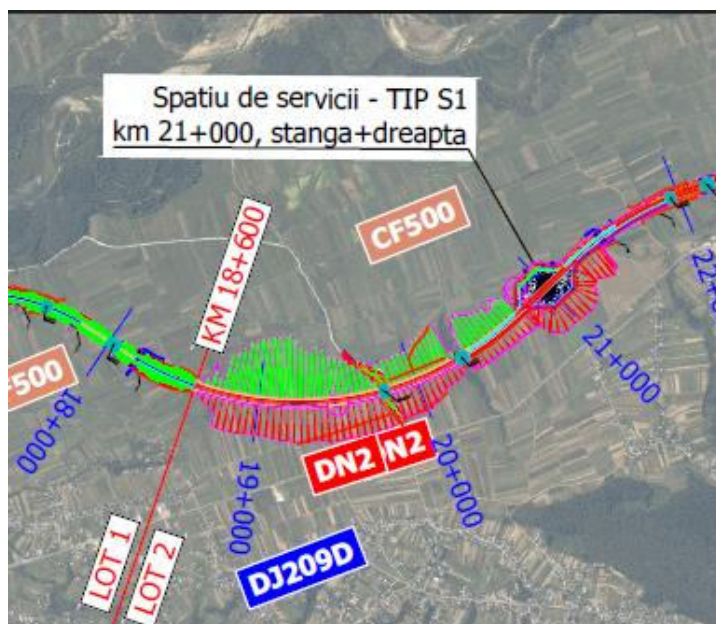 Spatiu de servicii - TIP S1
km 21+000, stanga+dreapta
CF500
KM 18+600
22+0
21+000
500
18+000
DN2
N2
20+000
19+000
DJ209D
LOT 1
LOT 2